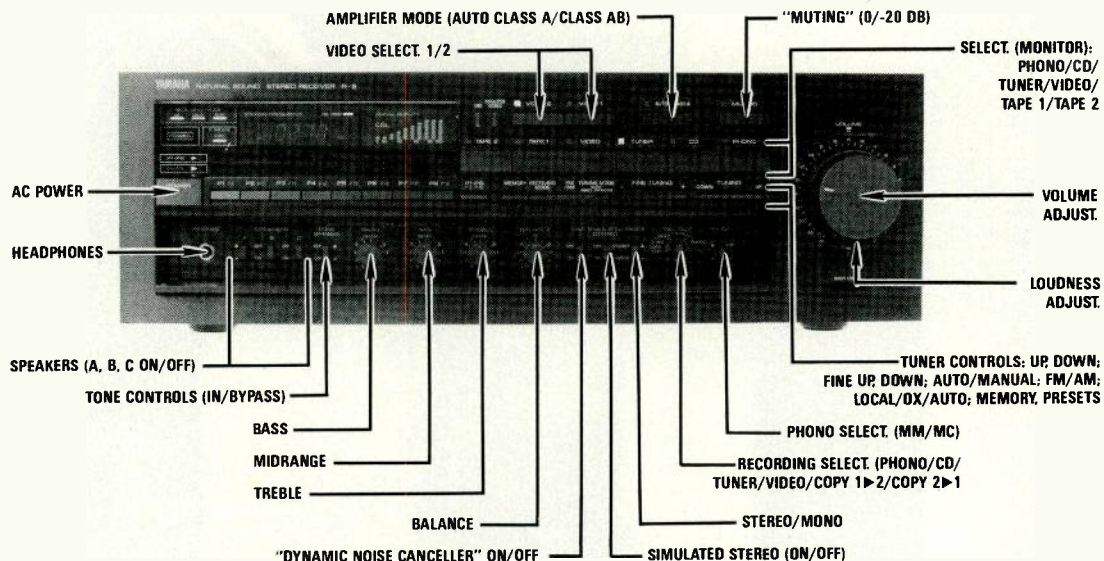 AMPLIFIER MODE (AUTO CLASS A/CLASS AB)
"MUTING" (0/-20 DB)
VIDEO SELECT. 1/2
SELECT. (MONITOR):
PHONO/CD/
TUNER/VIDEO/
TAPE 1/TAPE 2
YAMAHA NATURAL SOUND STEREO RECEIVER R-9
VOLUME
TAPE 2 TAPE 1 VIDEO TUNER CD PHONO
AC POWER
VOLUME
ADJUST.
HEADPHONES
LOUDNESS
ADJUST.
SPEAKERS (A, B, C ON/OFF)
TUNER CONTROLS: UP, DOWN;
FINE UP, DOWN; AUTO/MANUAL; FM/AM;
LOCAL/DX/AUTO; MEMORY, PRESETS
TONE CONTROLS (IN/BYPASS)
BASS
PHONO SELECT. (MM/MC)
MIDRANGE
RECORDING SELECT. (PHONO/CD/
TUNER/VIDEO/COPY 1▶2/COPY 2▶1
TREBLE
BALANCE
STEREO/MONO
"DYNAMIC NOISE CANCELLER" ON/OFF
SIMULATED STEREO (ON/OFF)